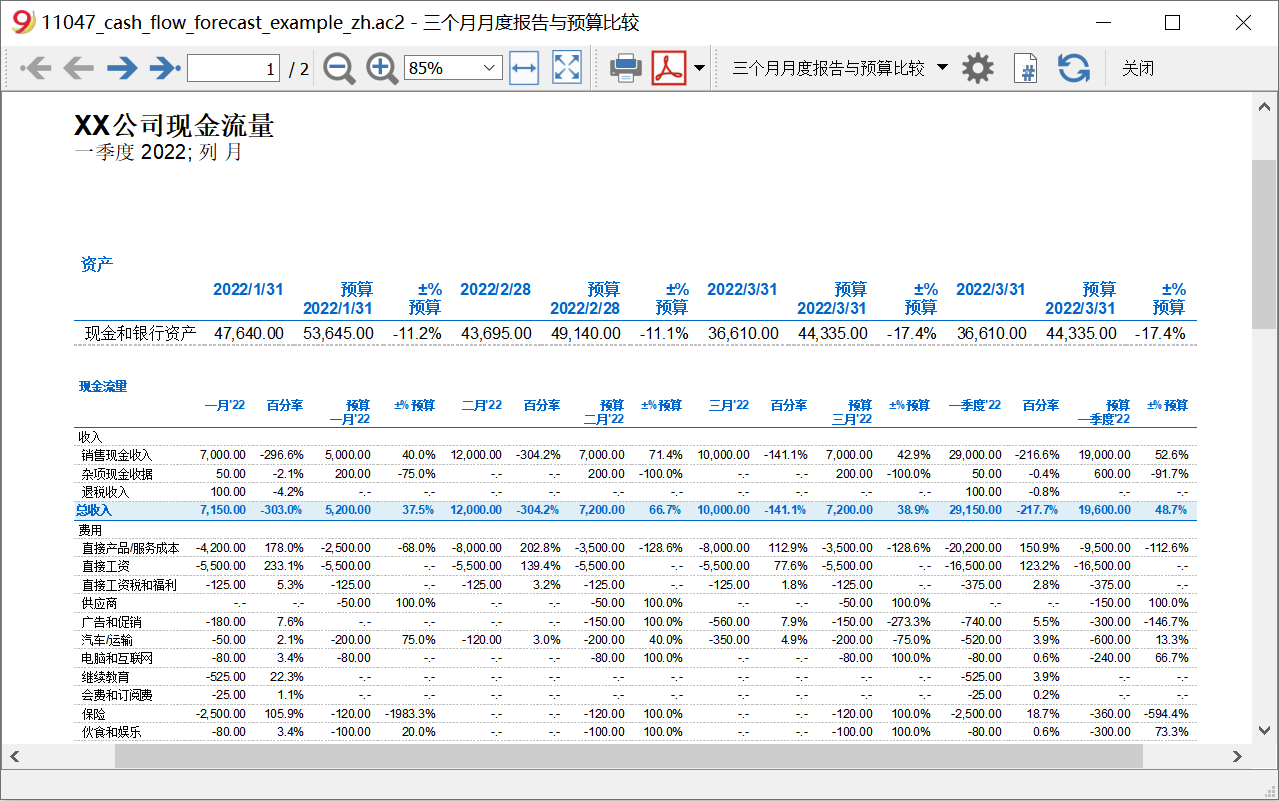 11047_cash_flow_forecast_example_zh.ac2 - 三个月月度报告与预算比较
1 / 2 85% 三个月月度报告与预算比较 # 关闭
XX公司现金流量
一季度 2022; 列 月
资产
2022/1/31 预算 ±% 2022/2/28 预算 ±% 2022/3/31 预算 ±% 2022/3/31 预算 ±%
2022/1/31 预算 2022/2/28 预算 2022/3/31 预算 2022/3/31 预算
现金和银行资产 47,640.00 53,645.00 -11.2% 43,695.00 49,140.00 -11.1% 36,610.00 44,335.00 -17.4% 36,610.00 44,335.00 -17.4%
现金流量
一月'22 百分率 预算 ±% 预算 二月'22 百分率 预算 ±% 预算 三月'22 百分率 预算 ±% 预算 一季度'22 百分率 预算 ±% 预算
一月'22 二月'22 三月'22 一季度'22
收入
销售现金收入 7,000.00 -296.6% 5,000.00 40.0% 12,000.00 -304.2% 7,000.00 71.4% 10,000.00 -141.1% 7,000.00 42.9% 29,000.00 -216.6% 19,000.00 52.6%
杂项现金收据 50.00 -2.1% 200.00 -75.0% -.- -.- 200.00 -100.0% -.- -.- 200.00 -100.0% 50.00 -0.4% 600.00 -91.7%
退税收入 100.00 -4.2% -.- -.- -.- -.- -.- -.- -.- -.- -.- -.- 100.00 -0.8% -.- -.-
总收入 7,150.00 -303.0% 5,200.00 37.5% 12,000.00 -304.2% 7,200.00 66.7% 10,000.00 -141.1% 7,200.00 38.9% 29,150.00 -217.7% 19,600.00 48.7%
费用
直接产品/服务成本 -4,200.00 178.0% -2,500.00 -68.0% -8,000.00 202.8% -3,500.00 -128.6% -8,000.00 112.9% -3,500.00 -128.6% -20,200.00 150.9% -9,500.00 -112.6%
直接工资 -5,500.00 233.1% -5,500.00 -.- -5,500.00 139.4% -5,500.00 -.- -5,500.00 77.6% -5,500.00 -.- -16,500.00 123.2% -16,500.00 -.-
直接工资税和福利 -125.00 5.3% -125.00 -.- -125.00 3.2% -125.00 -.- -125.00 1.8% -125.00 -.- -375.00 2.8% -375.00 -.-
供应商 -.- -.- -50.00 100.0% -.- -.- -50.00 100.0% -.- -.- -50.00 100.0% -.- -.- -150.00 100.0%
广告和促销 -180.00 7.6% -.- -.- -.- -.- -150.00 100.0% -560.00 7.9% -150.00 -273.3% -740.00 5.5% -300.00 -146.7%
汽车/运输 -50.00 2.1% -200.00 75.0% -120.00 3.0% -200.00 40.0% -350.00 4.9% -200.00 -75.0% -520.00 3.9% -600.00 13.3%
电脑和互联网 -80.00 3.4% -80.00 -.- -.- -.- -80.00 100.0% -.- -.- -80.00 100.0% -80.00 0.6% -240.00 66.7%
继续教育 -525.00 22.3% -.- -.- -.- -.- -.- -.- -.- -.- -.- -.- -525.00 3.9% -.- -.-
会费和订阅费 -25.00 1.1% -.- -.- -.- -.- -.- -.- -.- -.- -.- -.- -25.00 0.2% -.- -.-
保险 -2,500.00 105.9% -120.00 -1983.3% -.- -.- -120.00 100.0% -.- -.- -120.00 100.0% -2,500.00 18.7% -360.00 -594.4%
伙食和娱乐 -80.00 3.4% -100.00 20.0% -.- -.- -100.00 100.0% -.- -.- -100.00 100.0% -80.00 0.6% -300.00 73.3%